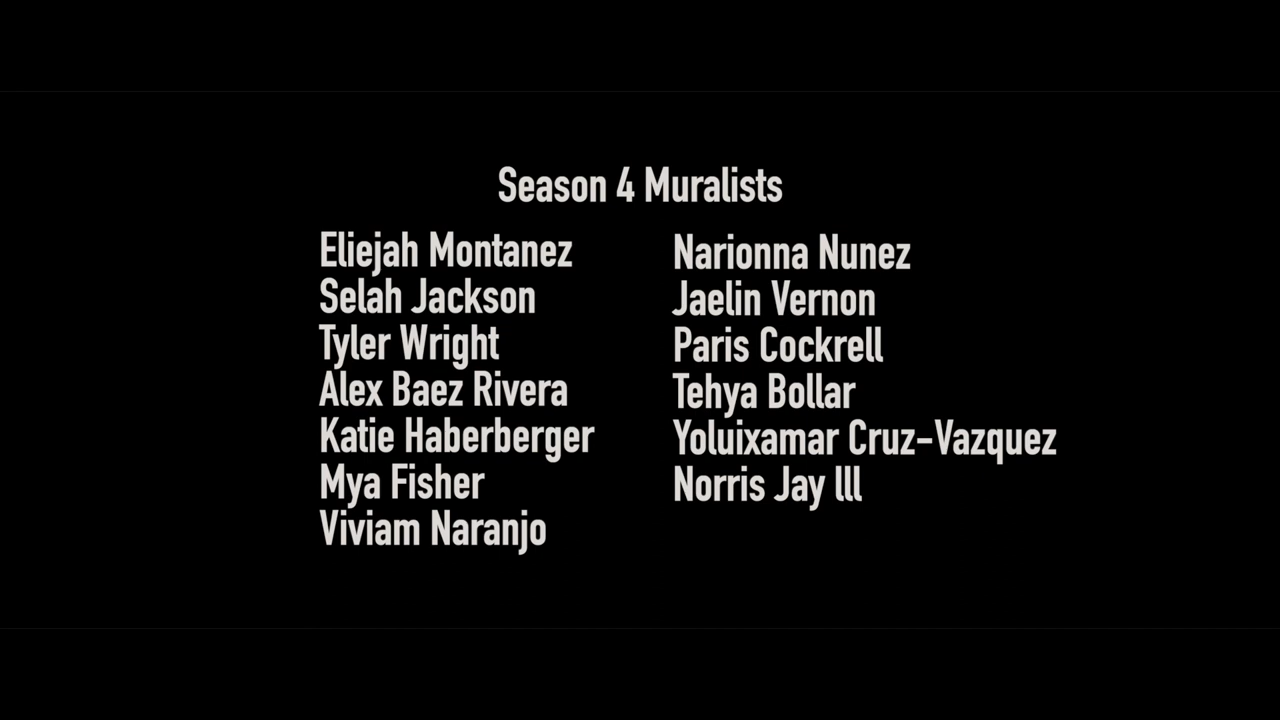 Season 4 Muralists
Eliejah Montanez
Selah Jackson
Tyler Wright
Alex Baez Rivera
Katie Haberberger
Mya Fisher
Viviam Naranjo
Narionna Nunez
Jaelin Vernon
Paris Cockrell
Tehya Bollar
Yoluixamar Cruz-Vazquez
Norris Jay lll